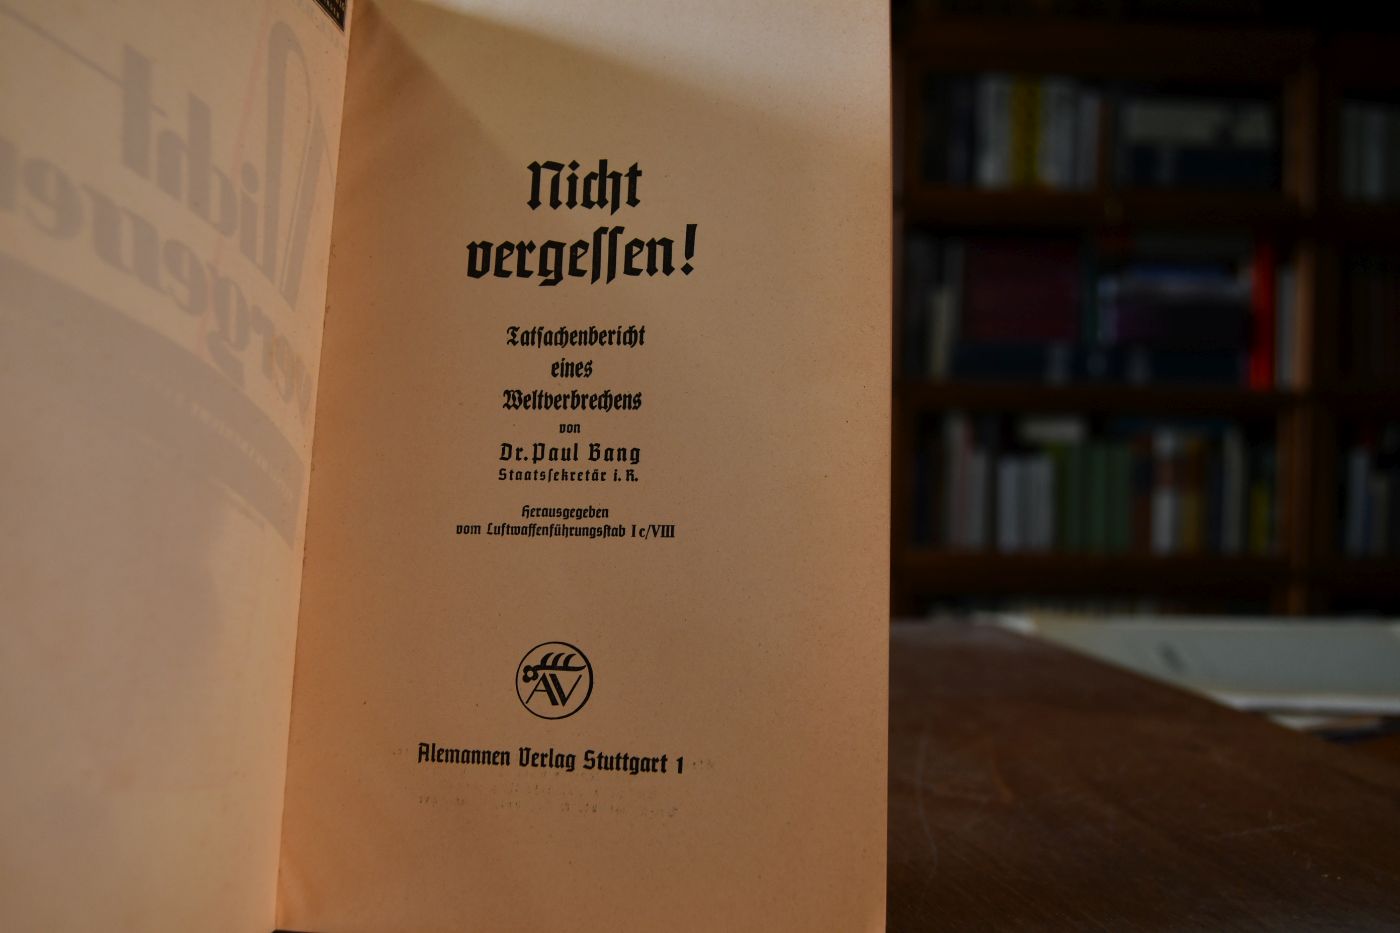 Nicht
vergessen!
Tatsachenbericht
eines
Weltverbrechens
von
Dr. Paul Bang
Staatssekretär i. R.
Herausgegeben
vom Luftwaffenführungsstab I c/VIII
AV
Alemannen Verlag Stuttgart 1